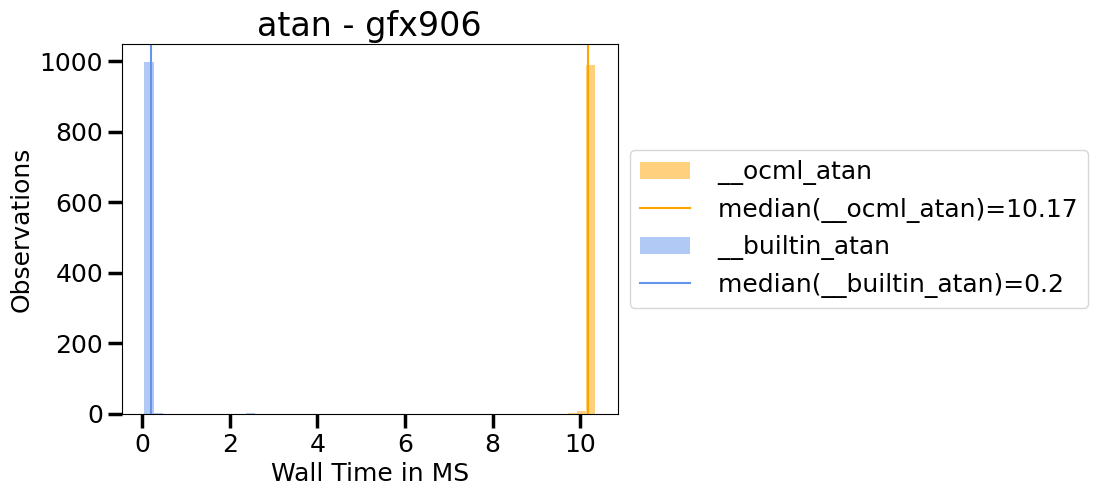 atan - gfx906
1000
800
600
400
200
0
Observations
0 2 4 6 8 10
Wall Time in MS
__ocml_atan
median(__ocml_atan)=10.17
__builtin_atan
median(__builtin_atan)=0.2